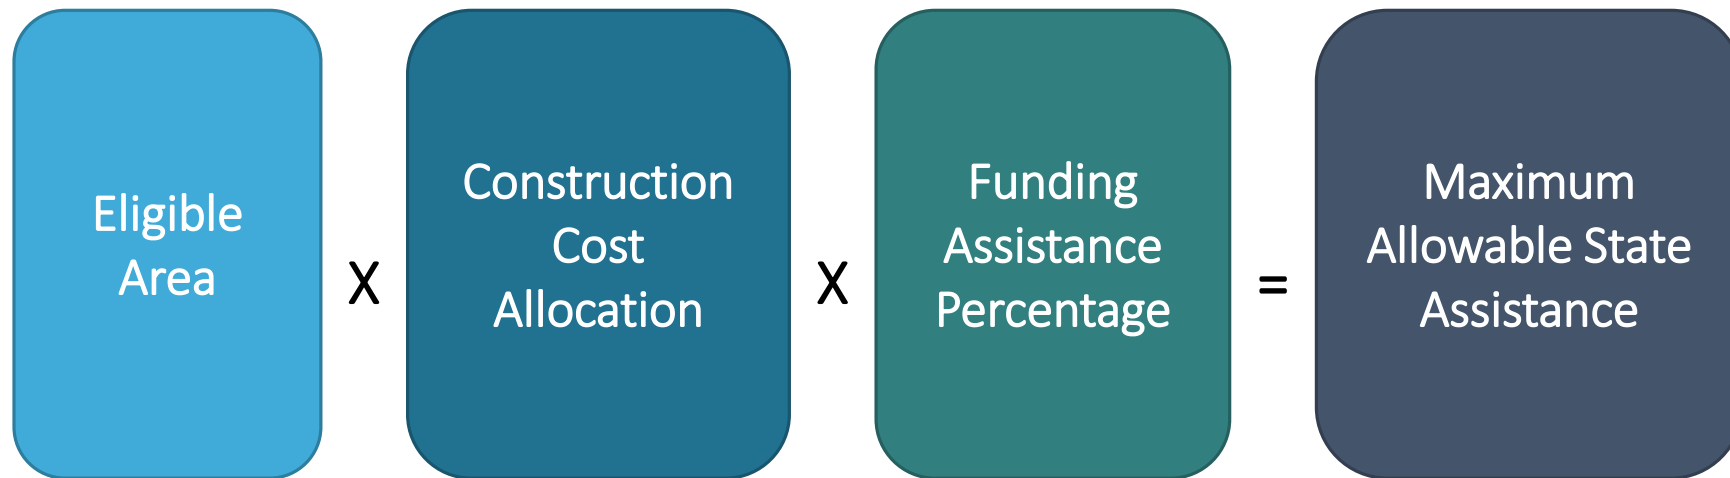 Eligible
Area
X
Construction
Cost
Allocation
X
Funding
Assistance
Percentage
=
Maximum
Allowable State
Assistance